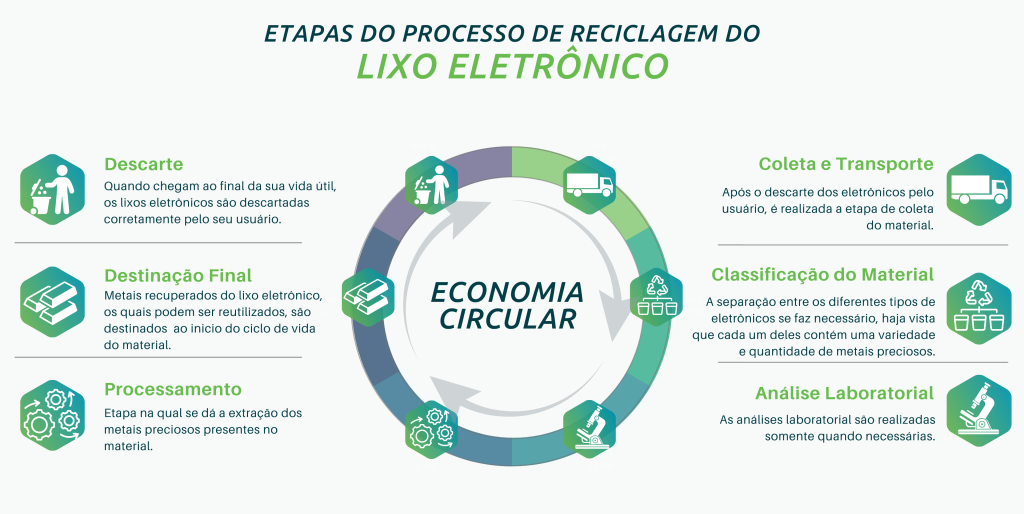 ETAPAS DO PROCESSO DE RECICLAGEM DO
LIXO ELETRÔNICO
Descarte
Quando chegam ao final da sua vida útil,
os lixos eletrônicos são descartadas
corretamente pelo seu usuário.
Destinação Final
Metais recuperados do lixo eletrônico,
os quais podem ser reutilizados, são
destinados ao inicio do ciclo de vida
do material.
Processamento
Etapa na qual se dá a extração dos
metais preciosos presentes no
material.
ECONOMIA
CIRCULAR
Coleta e Transporte
Após o descarte dos eletrônicos pelo
usuário, é realizada a etapa de coleta
do material.
Classificação do Material
A separação entre os diferentes tipos de
eletrônicos se faz necessário, haja vista
que cada um deles contém uma variedade
e quantidade de metais preciosos.
Análise Laboratorial
As análises laboratorial são realizadas
somente quando necessárias.